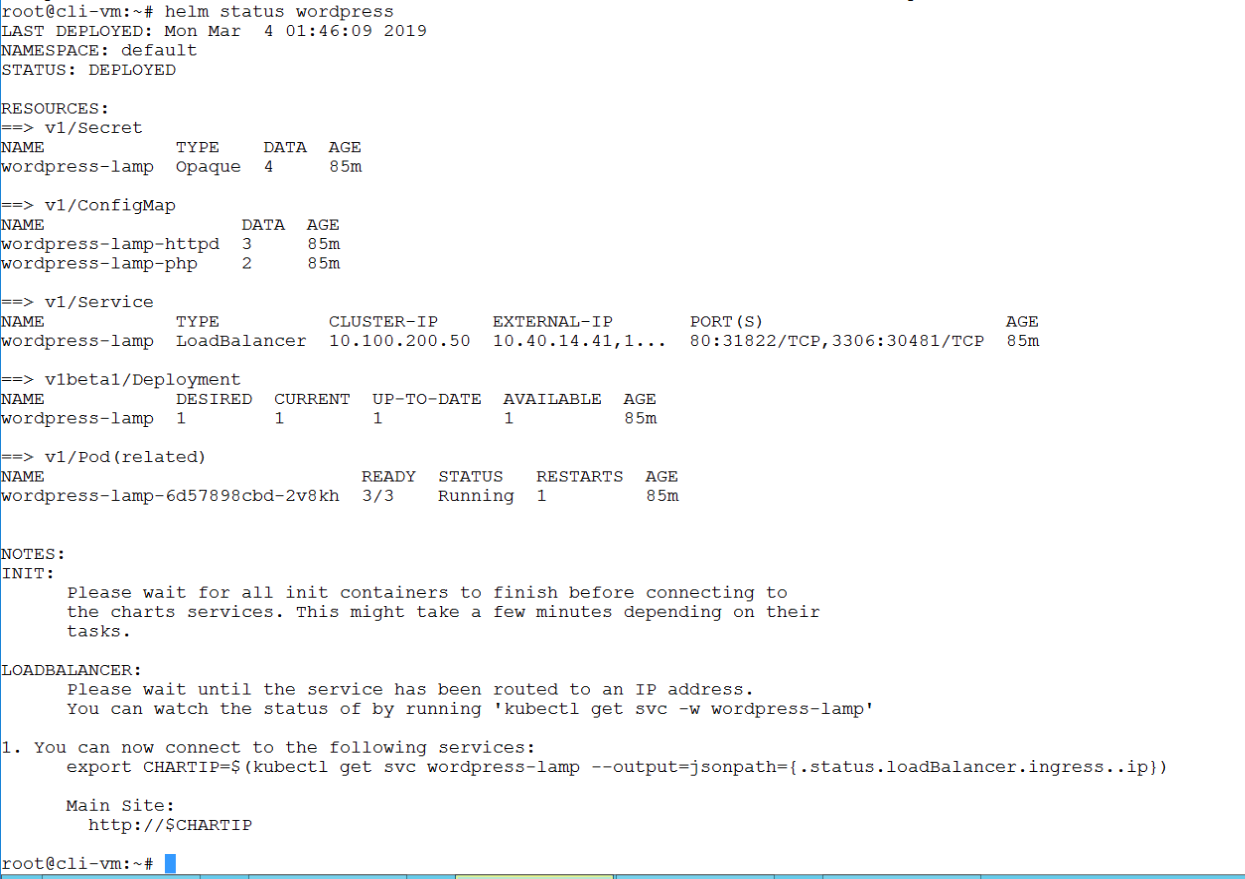 root@cli-vm:~# helm status wordpress
LAST DEPLOYED: Mon Mar  4 01:46:09 2019
NAMESPACE: default
STATUS: DEPLOYED

RESOURCES:
==> v1/Secret
NAME            TYPE    DATA  AGE
wordpress-lamp  Opaque  4     85m

==> v1/ConfigMap
NAME                  DATA  AGE
wordpress-lamp-httpd  3     85m
wordpress-lamp-php    2     85m

==> v1/Service
NAME            TYPE          CLUSTER-IP     EXTERNAL-IP       PORT(S)                       AGE
wordpress-lamp  LoadBalancer  10.100.200.50  10.40.14.41,1...  80:31822/TCP,3306:30481/TCP  85m

==> v1beta1/Deployment
NAME            DESIRED  CURRENT  UP-TO-DATE  AVAILABLE  AGE
wordpress-lamp  1        1        1           1          85m

==> v1/Pod(related)
NAME                             READY  STATUS   RESTARTS  AGE
wordpress-lamp-6d57898cbd-2v8kh  3/3    Running  1         85m

NOTES:
INIT:
      Please wait for all init containers to finish before connecting to
      the charts services. This might take a few minutes depending on their
      tasks.

LOADBALANCER:
      Please wait until the service has been routed to an IP address.
      You can watch the status of by running 'kubectl get svc -w wordpress-lamp'

1. You can now connect to the following services:
      export CHARTIP=$(kubectl get svc wordpress-lamp --output=jsonpath={.status.loadBalancer.ingress..ip})

      Main Site:
        http://$CHARTIP

root@cli-vm:~#